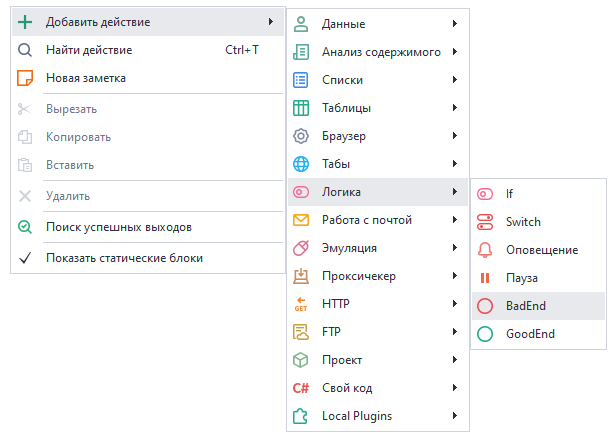 Добавить действие
Найти действие Ctrl+T
Новая заметка
Вырезать
Копировать
Вставить
Удалить
Поиск успешных выходов
Показать статические блоки
Данные
Анализ содержимого
Списки
Таблицы
Браузер
Табы
Логика
Работа с почтой
Эмуляция
Проксичекер
GET HTTP
FTP
Проект
C# Свой код
Local Plugins
If
Switch
Оповещение
Пауза
BadEnd
GoodEnd